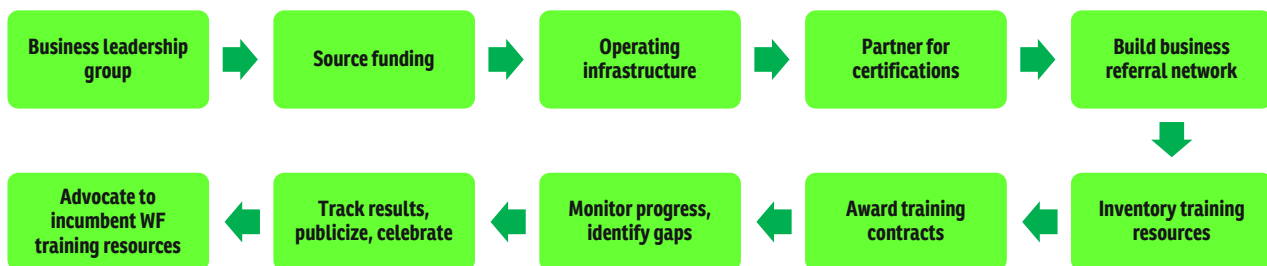 Business leadership
group
Source funding
Operating
infrastructure
Partner for
certifications
Build business
referral network
Inventory training
resources
Award training
contracts
Monitor progress,
identify gaps
Track results,
publicize, celebrate
Advocate to
incumbent WF
training resources